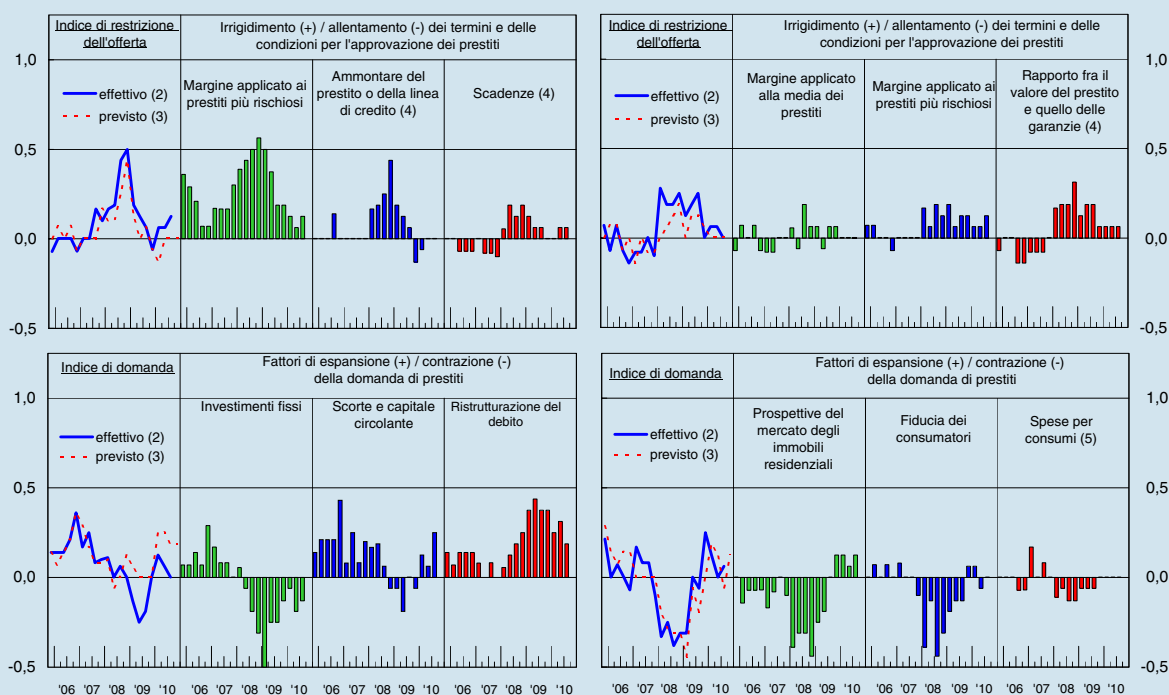 Indice di restrizione
dell'offerta
Irrigidimento (+) / allentamento (-) dei termini e delle
condizioni per l'approvazione dei prestiti
1,0
effettivo (2)
previsto (3)
Margine applicato ai
prestiti più rischiosi
Ammontare del
prestito o della linea
di credito (4)
Scadenze (4)
0,5
0,0
-0,5
Indice di restrizione
dell'offerta
Irrigidimento (+) / allentamento (-) dei termini e delle
condizioni per l'approvazione dei prestiti
effettivo (2)
previsto (3)
Margine applicato
alla media dei
prestiti
Margine applicato ai
prestiti più rischiosi
Rapporto fra il
valore del prestito
e quello delle
garanzie (4)
1,0
0,5
0,0
-0,5
Indice di domanda
Fattori di espansione (+) / contrazione (-)
della domanda di prestiti
1,0
effettivo (2)
previsto (3)
Investimenti fissi
Scorte e capitale
circolante
Ristrutturazione del
debito
0,5
0,0
-0,5
'06 '07 '08 '09 '10 '06 '07 '08 '09 '10 '06 '07 '08 '09 '10 '06 '07 '08 '09 '10
Indice di domanda
Fattori di espansione (+) / contrazione (-)
della domanda di prestiti
effettivo (2)
previsto (3)
Prospettive del
mercato degli
immobili
residenziali
Fiducia dei
consumatori
Spese per
consumi (5)
1,0
0,5
0,0
-0,5
'06 '07 '08 '09 '10 '06 '07 '08 '09 '10 '06 '07 '08 '09 '10 '06 '07 '08 '09 '10